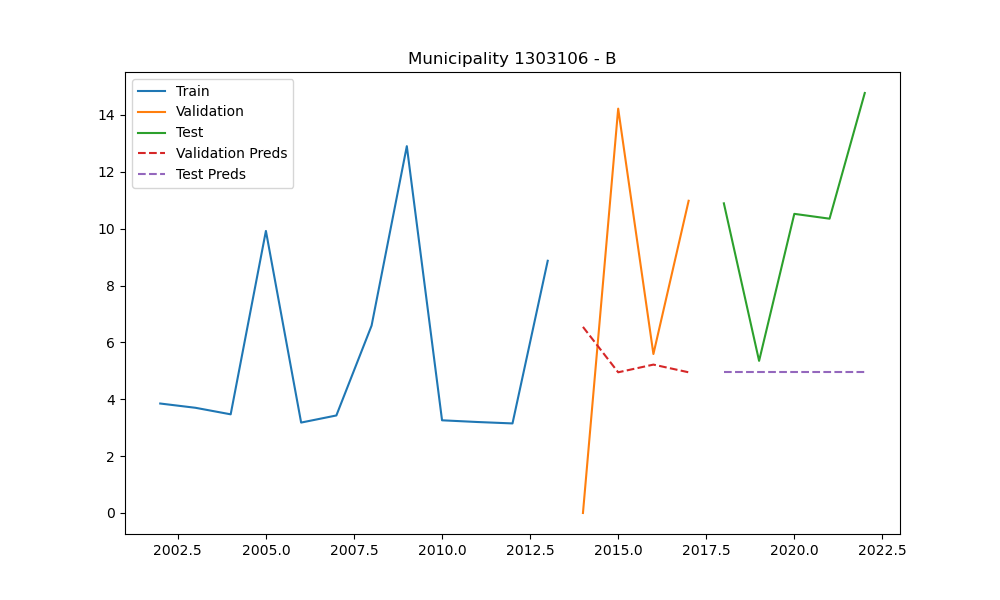 Municipality 1303106 - B
Train
Validation
Test
Validation Preds
Test Preds
14
12
10
8
6
4
2
0
2002.5 2005.0 2007.5 2010.0 2012.5 2015.0 2017.5 2020.0 2022.5